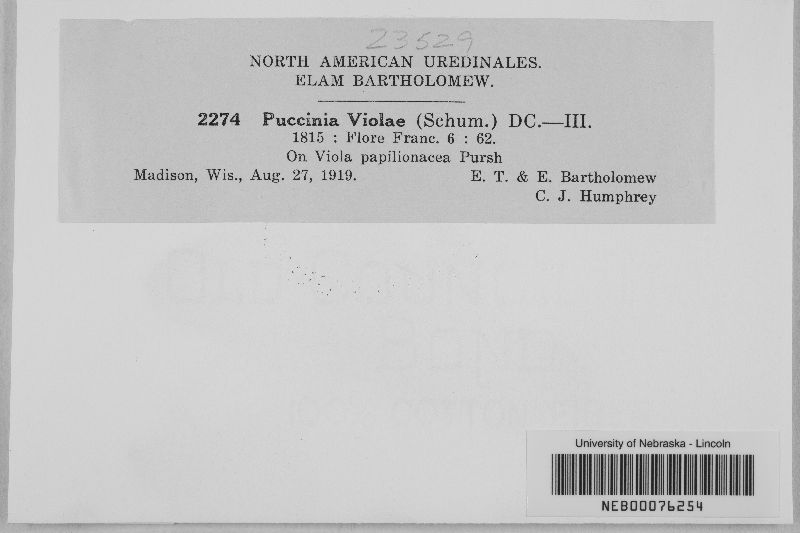 23529
NORTH AMERICAN UREDINALES.
ELAM BARTHOLOMEW.
2274 Puccinia Violae (Schum.) DC.—III.
1815 : Flore Franc. 6 : 62.
On Viola papilionacea Pursh
Madison, Wis., Aug. 27, 1919. E. T. & E. Bartholomew
C. J. Humphrey
University of Nebraska - Lincoln
NEB00076254